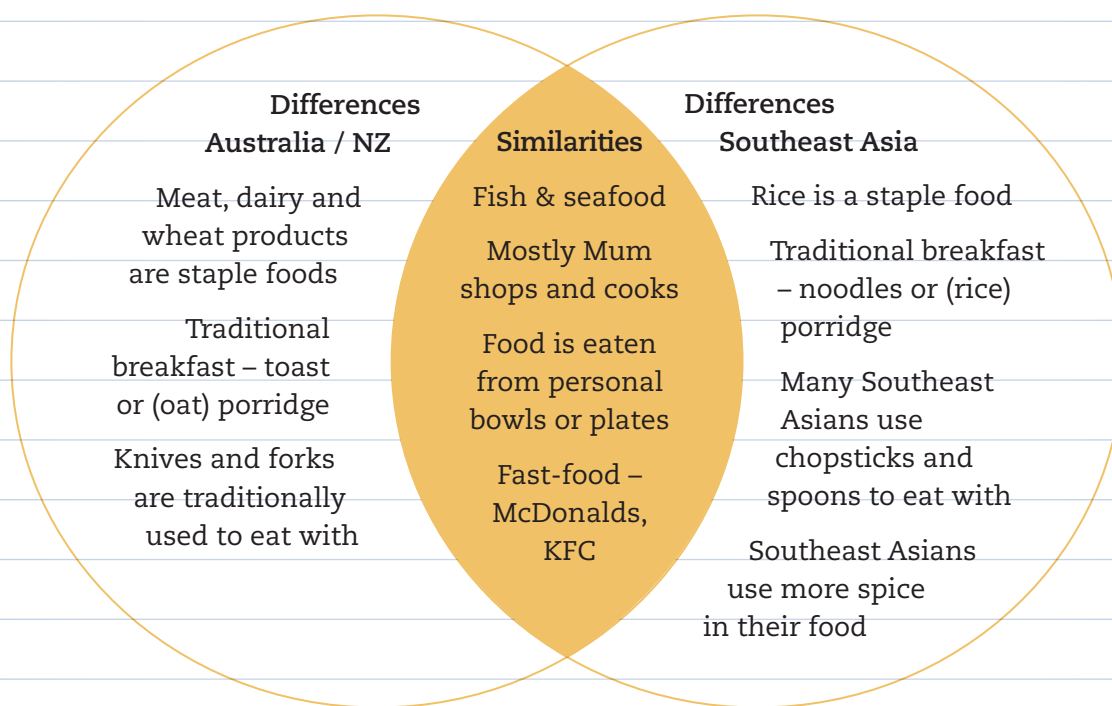 Differences
Australia / NZ
Meat, dairy and
wheat products
are staple foods
Traditional
breakfast – toast
or (oat) porridge
Knives and forks
are traditionally
used to eat with
Similarities
Fish & seafood
Mostly Mum
shops and cooks
Food is eaten
from personal
bowls or plates
Fast-food –
McDonalds,
KFC
Differences
Southeast Asia
Rice is a staple food
Traditional breakfast
– noodles or (rice)
porridge
Many Southeast
Asians use
chopsticks and
spoons to eat with
Southeast Asians
use more spice
in their food